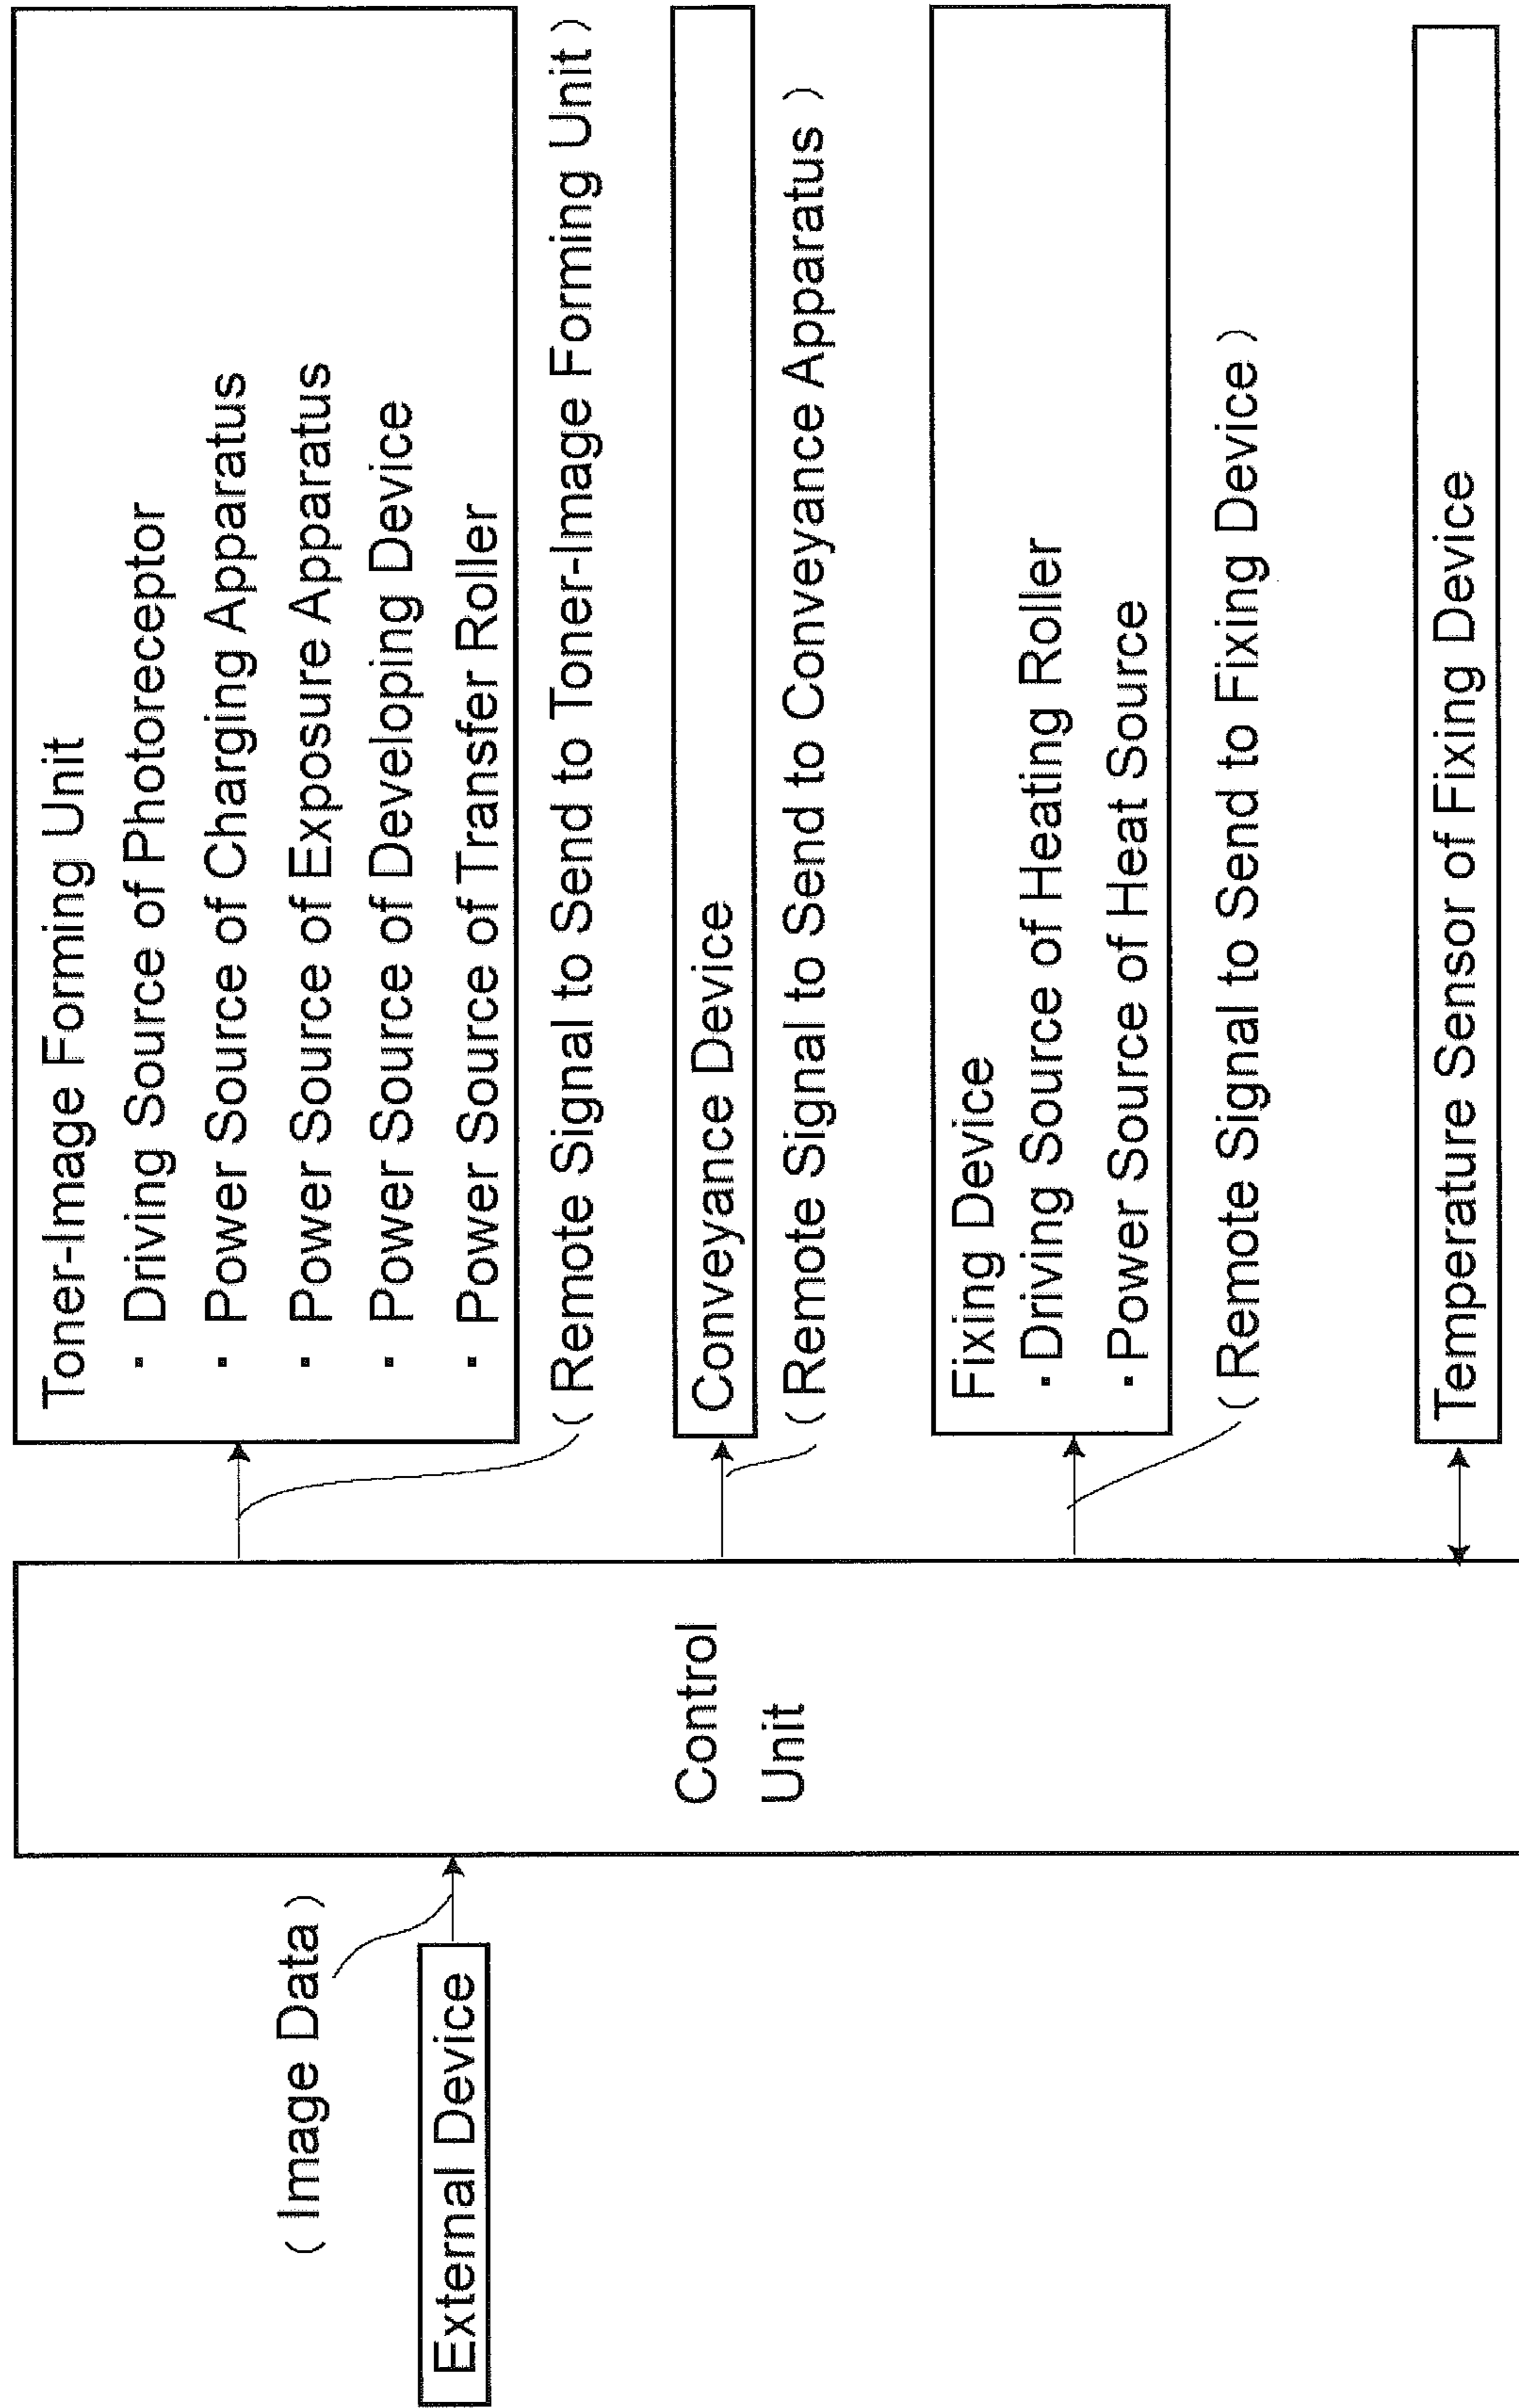 ( Image Data )
External Device
Control
Unit
Toner-Image Forming Unit
· Driving Source of Photoreceptor
· Power Source of Charging Apparatus
· Power Source of Exposure Apparatus
· Power Source of Developing Device
· Power Source of Transfer Roller
( Remote Signal to Send to Toner-Image Forming Unit )
Conveyance Device
( Remote Signal to Send to Conveyance Apparatus )
Fixing Device
· Driving Source of Heating Roller
· Power Source of Heat Source
( Remote Signal to Send to Fixing Device )
Temperature Sensor of Fixing Device